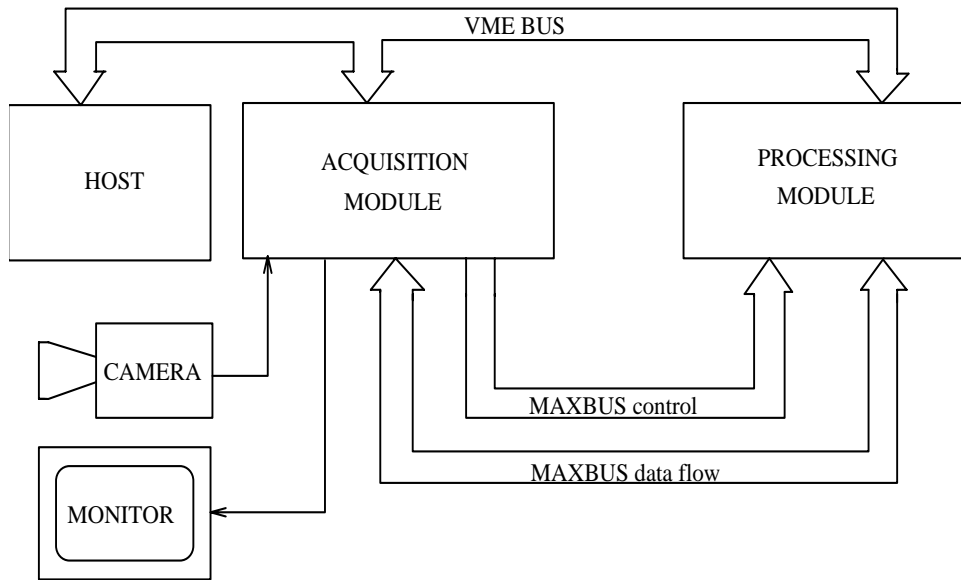 VME BUS
HOST
ACQUISITION
MODULE
PROCESSING
MODULE
CAMERA
MAXBUS control
MAXBUS data flow
MONITOR